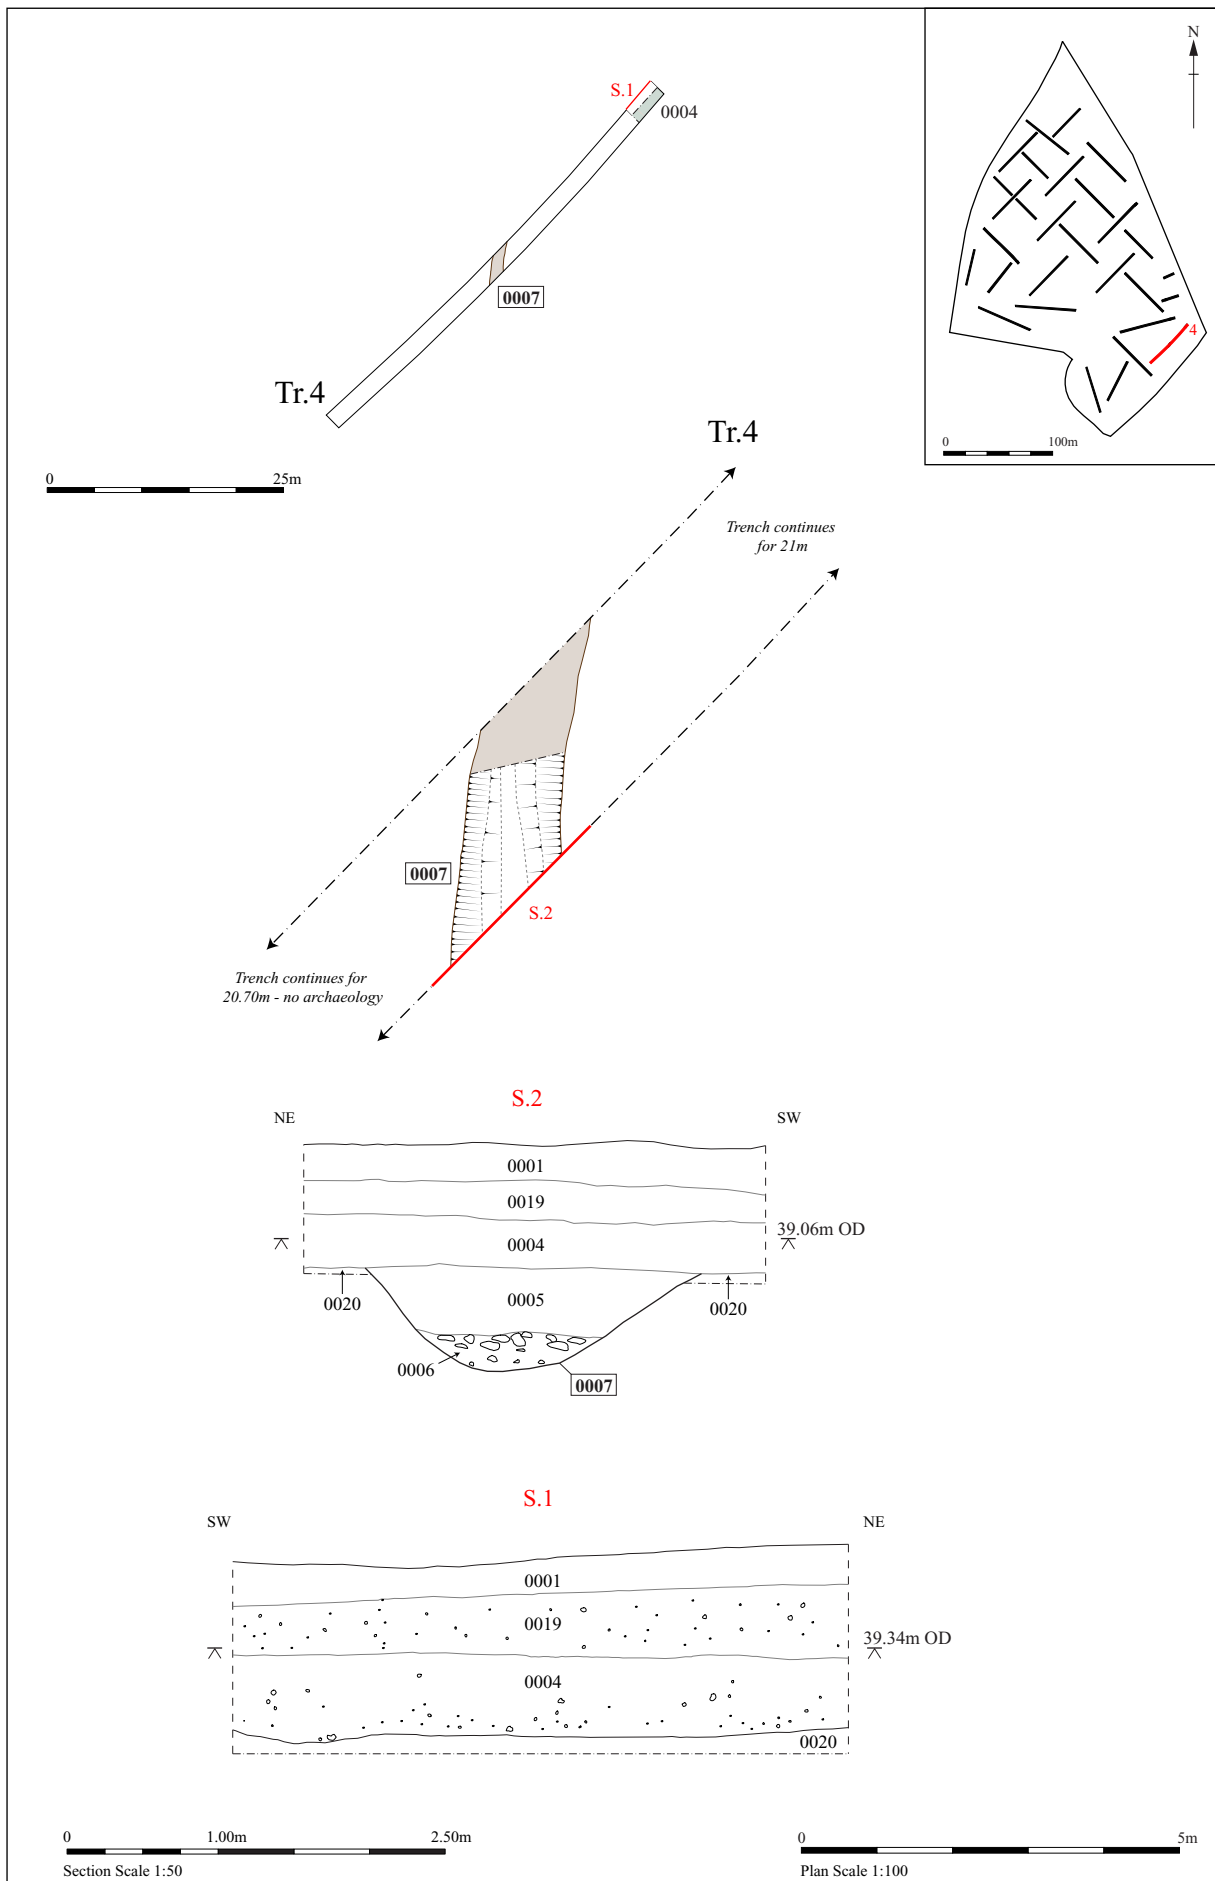 N
S.1
0004
0007
4
Tr.4
0 100m
0 25m
Tr.4
Trench continues
for 21m
0007
S.2
Trench continues for
20.70m - no archaeology
S.2
NE SW
0001
0019
39.06m OD
0004
0020 0005 0020
0006
0007
S.1
SW NE
0001
0019
39.34m OD
0004
0020
0 1.00m 2.50m
Section Scale 1:50
0 5m
Plan Scale 1:100